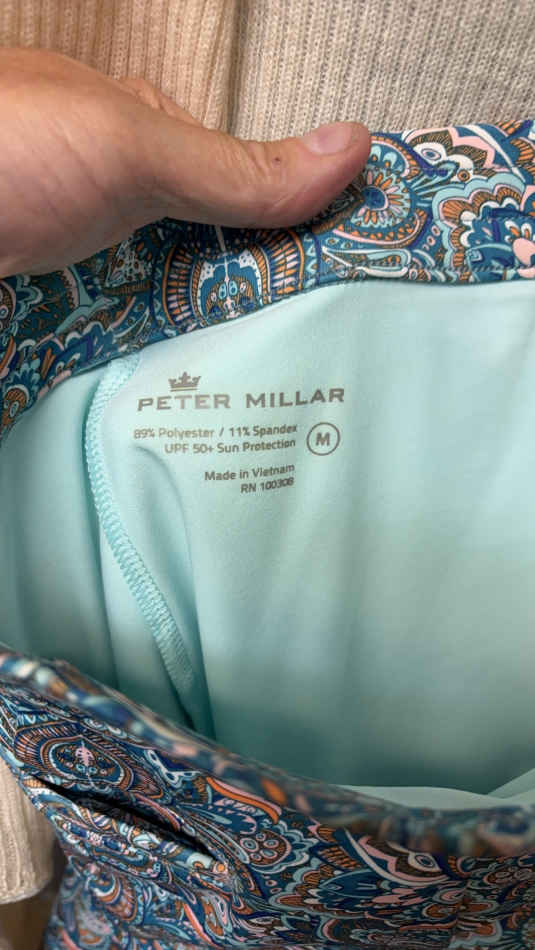 PETER MILLAR
89% Polyester / 11% Spandex
UPF 50+ Sun Protection
M
Made in Vietnam
RN 100308